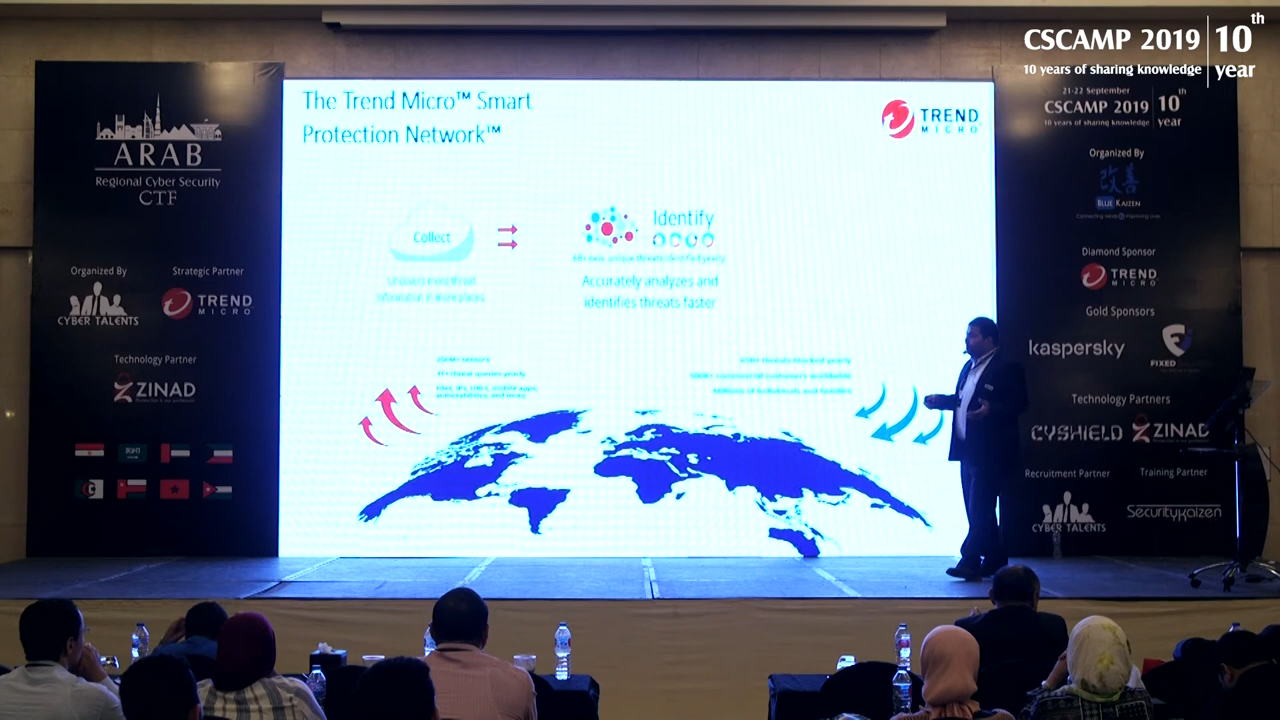 CSCAMP 2019 10th year
10 years of sharing knowledge
ARAB
Regional Cyber Security
CTF
Organized By
CYBER TALENTS
Strategic Partner
TREND
MICRO
Technology Partner
ZINAD
The Trend Micro™ Smart
Protection Network™
TREND
MICRO
Collect
Identify
Accurately analyzes and
identifies threats faster
21-22 September
CSCAMP 2019 10th year
10 years of sharing knowledge
Organized By
改善
BLUE KAIZEN
Diamond Sponsor
TREND
MICRO
Gold Sponsors
kaspersky
FIXED
Technology Partners
CYSHIELD
ZINAD
Recruitment Partner
CYBER TALENTS
Training Partner
Securitykaizen